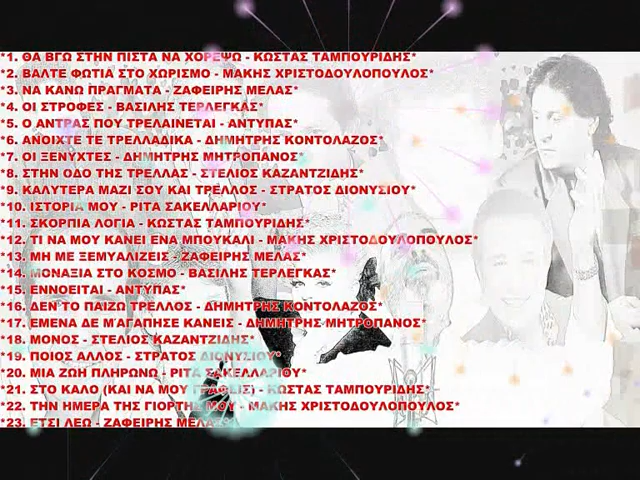 *1. ΘΑ ΒΓΩ ΣΤΗΝ ΠΙΣΤΑ ΝΑ ΧΟΡΕΨΩ - ΚΩΣΤΑΣ ΤΑΜΠΟΥΡΙΔΗΣ*
*2. ΒΑΛΤΕ ΦΩΤΙΑ ΣΤΟ ΧΩΡΙΣΜΟ - ΜΑΚΗΣ ΧΡΙΣΤΟΔΟΥΛΟΠΟΥΛΟΣ*
*3. ΝΑ ΚΑΝΩ ΠΡΑΓΜΑΤΑ - ΖΑΦΕΙΡΗΣ ΜΕΛΑΣ*
*4. ΟΙ ΣΤΡΟΦΕΣ - ΒΑΣΙΛΗΣ ΤΕΡΛΕΓΚΑΣ*
*5. Ο ΑΝΤΡΑΣ ΠΟΥ ΤΡΕΛΑΙΝΕΤΑΙ - ΑΝΤΥΠΑΣ*
*6. ΑΝΟΙΧΤΕ ΤΕ ΤΡΕΛΛΑΔΙΚΑ - ΔΗΜΗΤΡΗΣ ΚΟΝΤΟΛΑΖΟΣ*
*7. ΟΙ ΞΕΝΥΧΤΕΣ - ΔΗΜΗΤΡΗΣ ΜΗΤΡΟΠΑΝΟΣ*
*8. ΣΤΗΝ ΟΔΟ ΤΗΣ ΤΡΕΛΛΑΣ - ΣΤΕΛΙΟΣ ΚΑΖΑΝΤΖΙΔΗΣ*
*9. ΚΑΛΥΤΕΡΑ ΜΑΖΙ ΣΟΥ ΚΑΙ ΤΡΕΛΛΟΣ - ΣΤΡΑΤΟΣ ΔΙΟΝΥΣΙΟΥ*
*10. ΙΣΤΟΡΙΑ ΜΟΥ - ΡΙΤΑ ΣΑΚΕΛΛΑΡΙΟΥ*
*11. ΣΚΟΡΠΙΑ ΛΟΓΙΑ - ΚΩΣΤΑΣ ΤΑΜΠΟΥΡΙΔΗΣ*
*12. ΤΙ ΝΑ ΜΟΥ ΚΑΝΕΙ ΕΝΑ ΜΠΟΥΚΑΛΙ - ΜΑΚΗΣ ΧΡΙΣΤΟΔΟΥΛΟΠΟΥΛΟΣ*
*13. ΜΗ ΜΕ ΞΕΜΥΑΛΙΖΕΙΣ - ΖΑΦΕΙΡΗΣ ΜΕΛΑΣ*
*14. ΜΟΝΑΞΙΑ ΣΤΟ ΚΟΣΜΟ - ΒΑΣΙΛΗΣ ΤΕΡΛΕΓΚΑΣ*
*15. ΕΝΝΟΕΙΤΑΙ - ΑΝΤΥΠΑΣ*
*16. ΔΕΝ ΤΟ ΠΑΙΖΩ ΤΡΕΛΛΟΣ - ΔΗΜΗΤΡΗΣ ΚΟΝΤΟΛΑΖΟΣ*
*17. ΕΜΕΝΑ ΔΕ Μ'ΑΓΑΠΗΣΕ ΚΑΝΕΙΣ - ΔΗΜΗΤΡΗΣ ΜΗΤΡΟΠΑΝΟΣ*
*18. ΜΟΝΟΣ - ΣΤΕΛΙΟΣ ΚΑΖΑΝΤΖΙΔΗΣ*
*19. ΠΟΙΟΣ ΑΛΛΟΣ - ΣΤΡΑΤΟΣ ΔΙΟΝΥΣΙΟΥ*
*20. ΜΙΑ ΖΩΗ ΠΛΗΡΩΝΩ - ΡΙΤΑ ΣΑΚΕΛΛΑΡΙΟΥ*
*21. ΣΤΟ ΚΑΛΟ (ΚΑΙ ΝΑ ΜΟΥ ΓΡΑΦΕΙΣ) - ΚΩΣΤΑΣ ΤΑΜΠΟΥΡΙΔΗΣ*
*22. ΤΗΝ ΗΜΕΡΑ ΤΗΣ ΓΙΟΡΤΗΣ ΜΟΥ - ΜΑΚΗΣ ΧΡΙΣΤΟΔΟΥΛΟΠΟΥΛΟΣ*
*23. ΕΤΣΙ ΛΕΩ - ΖΑΦΕΙΡΗΣ ΜΕΛΑΣ*